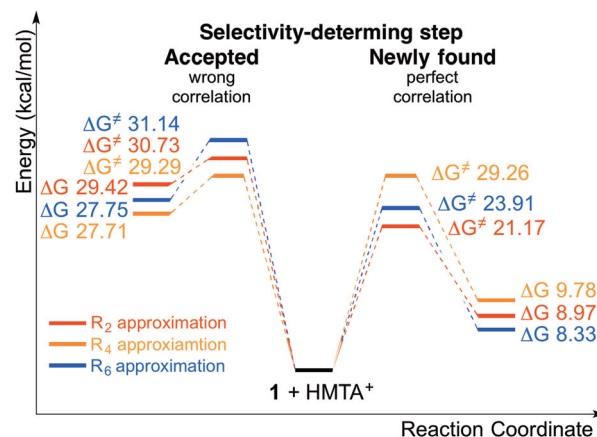 Selectivity-determing step
Accepted
wrong
correlation
Newly found
perfect
correlation
Energy (kcal/mol)
ΔG≠ 31.14
ΔG≠ 30.73
ΔG≠ 29.29
ΔG 29.42
ΔG 27.75
ΔG 27.71
ΔG≠ 29.26
ΔG≠ 23.91
ΔG≠ 21.17
ΔG 9.78
ΔG 8.97
ΔG 8.33
R2 approximation
R4 approxiamtion
R6 approximation
1 + HMTA+
Reaction Coordinate